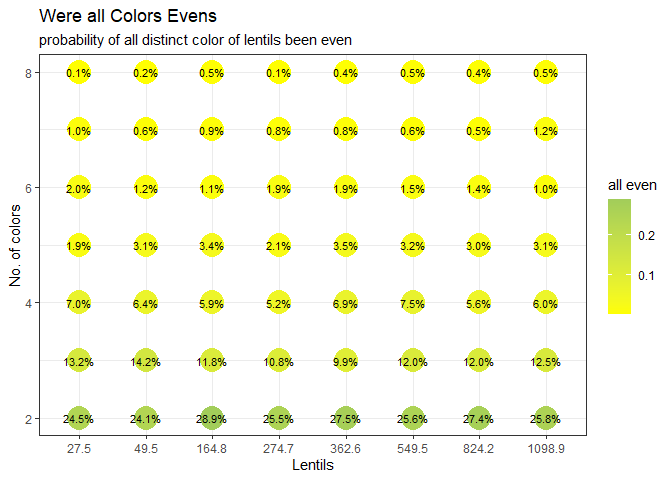 Were all Colors Evens
probability of all distinct color of lentils been even
8
0.1% 0.2% 0.5% 0.1% 0.4% 0.5% 0.4% 0.5%
1.0% 0.6% 0.9% 0.8% 0.8% 0.6% 0.5% 1.2%
6
2.0% 1.2% 1.1% 1.9% 1.9% 1.5% 1.4% 1.0%
1.9% 3.1% 3.4% 2.1% 3.5% 3.2% 3.0% 3.1%
4
7.0% 6.4% 5.9% 5.2% 6.9% 7.5% 5.6% 6.0%
13.2% 14.2% 11.8% 10.8% 9.9% 12.0% 12.0% 12.5%
2
24.5% 24.1% 28.9% 25.5% 27.5% 25.6% 27.4% 25.8%
No. of colors
27.5 49.5 164.8 274.7 362.6 549.5 824.2 1098.9
Lentils
all even
0.2
0.1